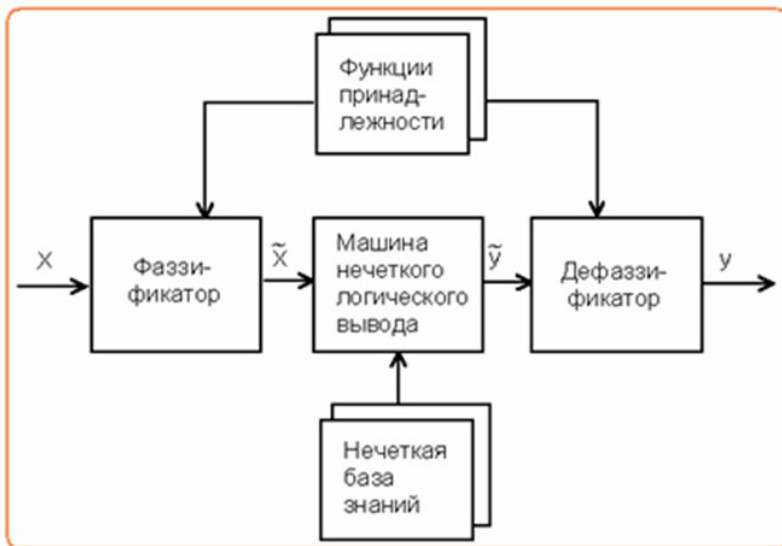 Функции
принад-
лежности
X
Фаззи-
фикатор
x̃
Машина
нечеткого
логического
вывода
ỹ
Дефаззи-
фикатор
y
Нечеткая
база
знаний